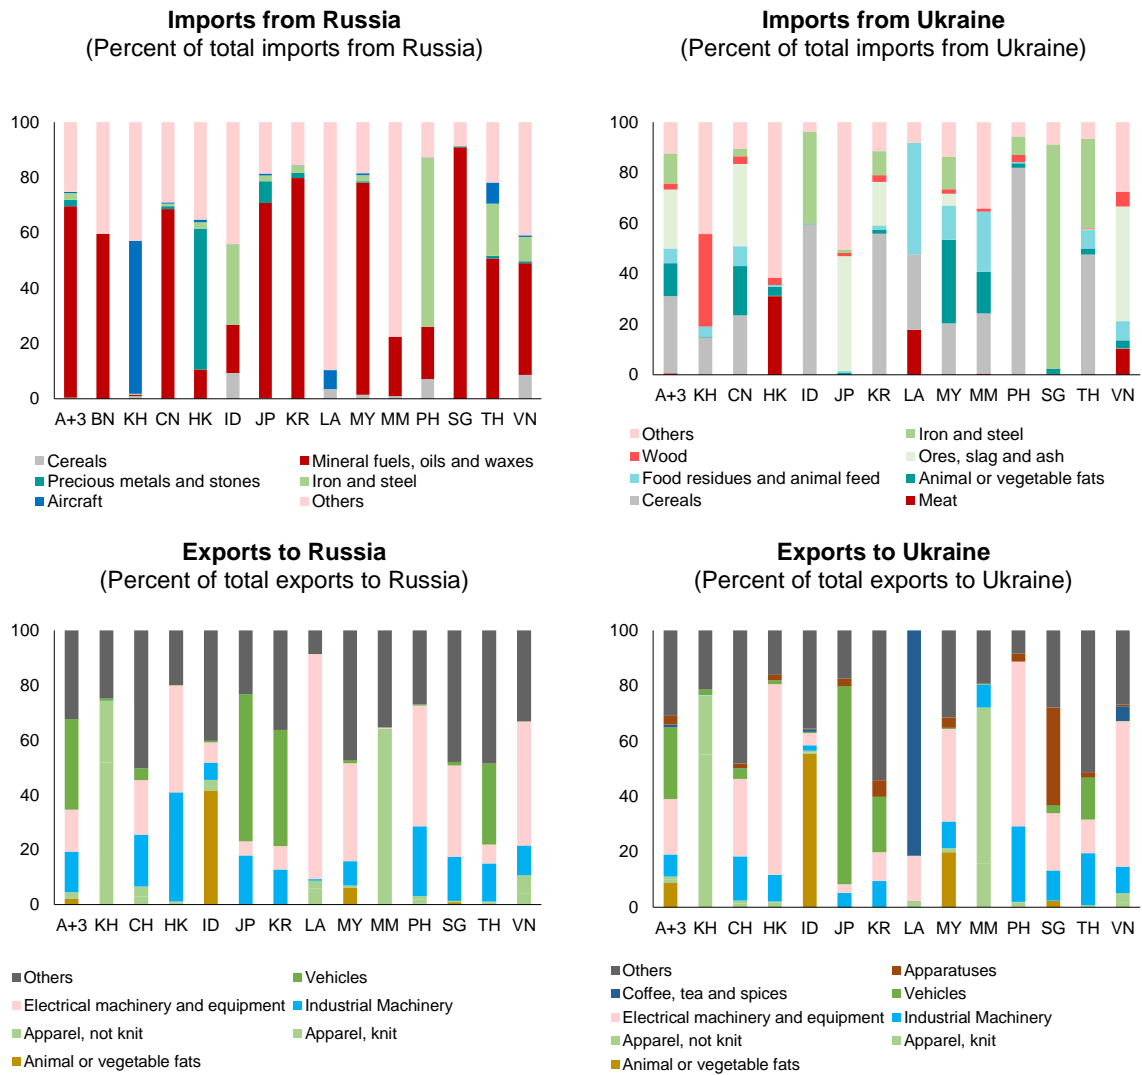 Imports from Russia
(Percent of total imports from Russia)
100
80
60
40
20
0
A+3 BN KH CN HK ID JP KR LA MY MM PH SG TH VN
Cereals
Mineral fuels, oils and waxes
Precious metals and stones
Iron and steel
Aircraft
Others
Imports from Ukraine
(Percent of total imports from Ukraine)
100
80
60
40
20
0
A+3 KH CN HK ID JP KR LA MY MM PH SG TH VN
Others
Iron and steel
Wood
Ores, slag and ash
Food residues and animal feed
Animal or vegetable fats
Cereals
Meat
Exports to Russia
(Percent of total exports to Russia)
100
80
60
40
20
0
A+3 KH CH HK ID JP KR LA MY MM PH SG TH VN
Others
Vehicles
Electrical machinery and equipment
Industrial Machinery
Apparel, not knit
Apparel, knit
Animal or vegetable fats
Exports to Ukraine
(Percent of total exports to Ukraine)
100
80
60
40
20
0
A+3 KH CH HK ID JP KR LA MY MM PH SG TH VN
Others
Apparatuses
Coffee, tea and spices
Vehicles
Electrical machinery and equipment
Industrial Machinery
Apparel, not knit
Apparel, knit
Animal or vegetable fats